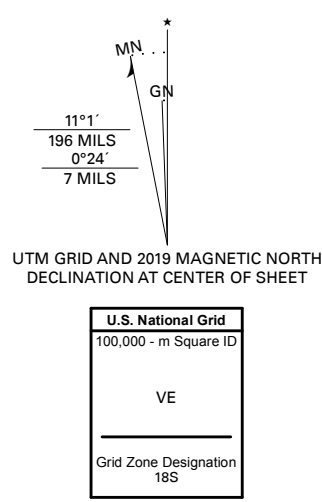 ★
MN
GN
11°1´
196 MILS
0°24´
7 MILS
UTM GRID AND 2019 MAGNETIC NORTH
DECLINATION AT CENTER OF SHEET
U.S. National Grid
100,000 - m Square ID
VE
Grid Zone Designation
18S